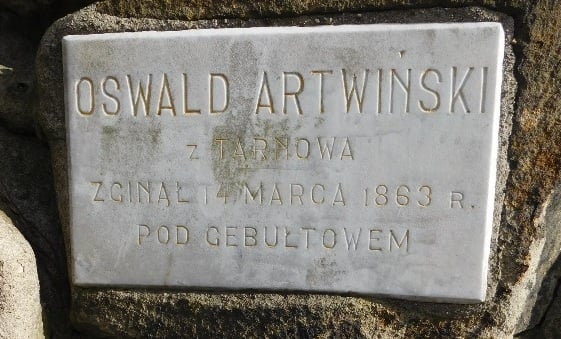 OSWALD ARTWIŃSKI
Z TARNOWA
ZGINĄŁ 14 MARCA 1863 R.
POD GEBUŁTOWEM